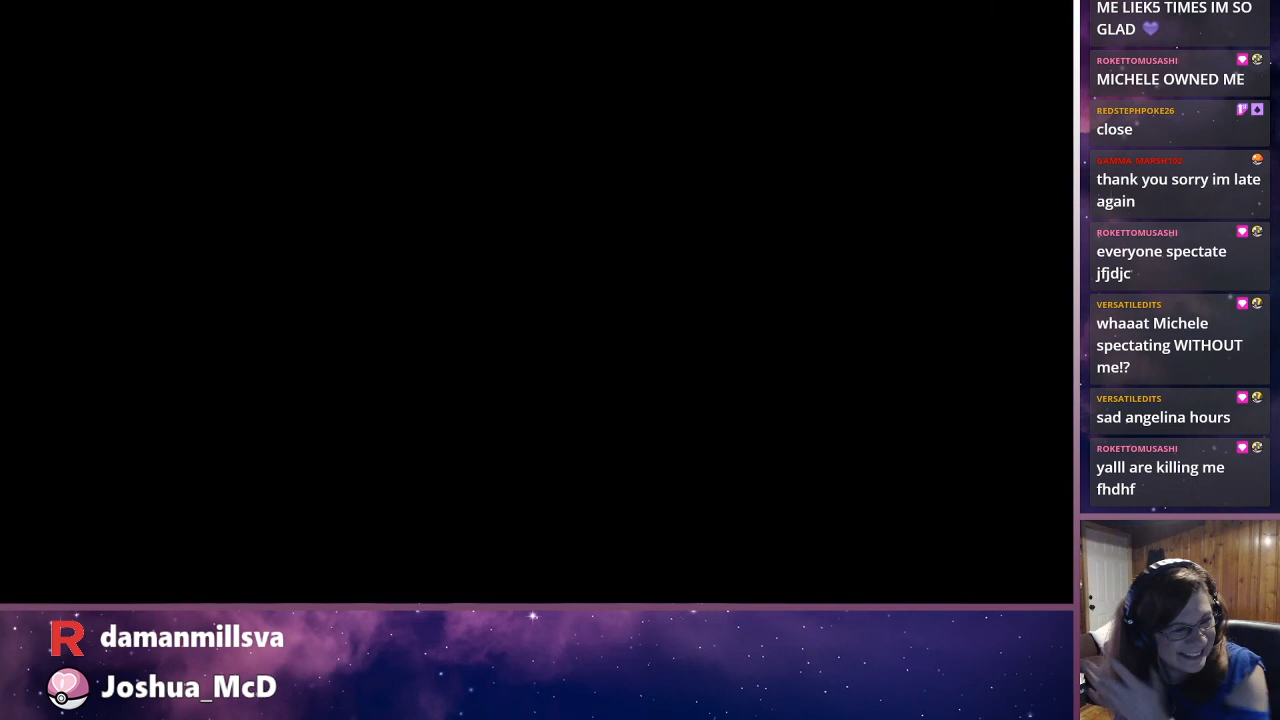 ME LIEK5 TIMES IM SO
GLAD 💜
ROKETTOMUSASHI
MICHELE OWNED ME
REDSTEPHPOKE26
close
GAMMA_MARSH102
thank you sorry im late
again
ROKETTOMUSASHI
everyone spectate
jfjdjc
VERSATILEDITS
whaaat Michele
spectating WITHOUT
me!?
VERSATILEDITS
sad angelina hours
ROKETTOMUSASHI
yalll are killing me
fhdhf
R damanmillsva
Joshua_McD